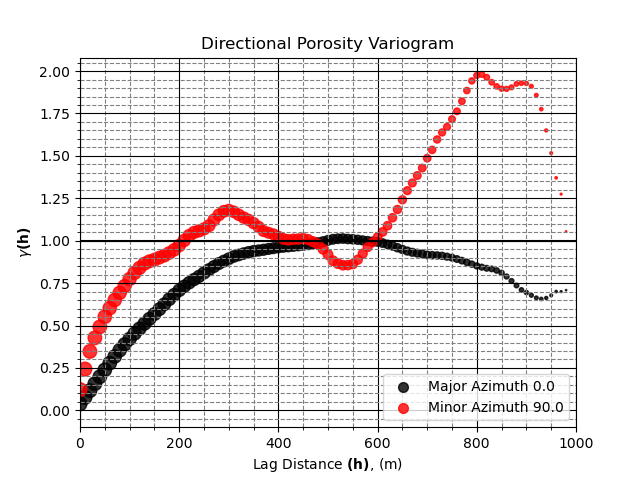 Directional Porosity Variogram
2.00
1.75
1.50
1.25
1.00
0.75
0.50
0.25
0.00
γ(h)
0 200 400 600 800 1000
Lag Distance (h), (m)
Major Azimuth 0.0
Minor Azimuth 90.0